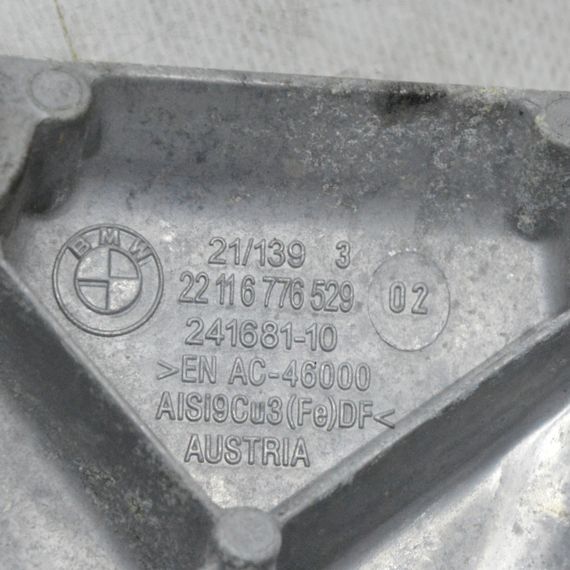 BMW
21/139 3
22 11 6 776 529
02
241681-10
>EN AC-46000
AlSi9Cu3(Fe)DF<
AUSTRIA